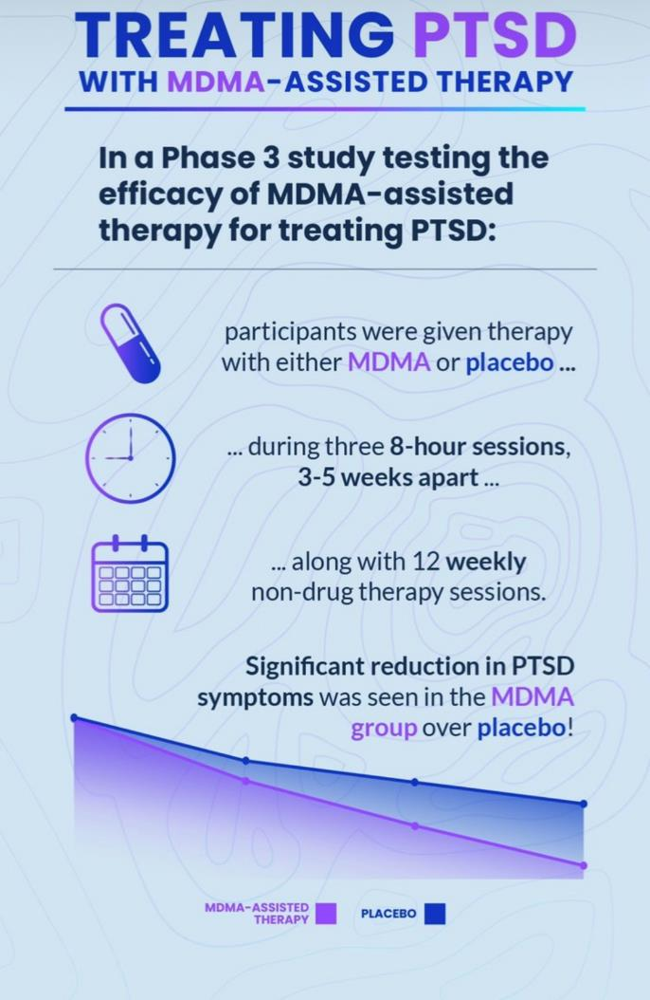 TREATING PTSD
WITH MDMA-ASSISTED THERAPY
In a Phase 3 study testing the
efficacy of MDMA-assisted
therapy for treating PTSD:
participants were given therapy
with either MDMA or placebo ...
... during three 8-hour sessions,
3-5 weeks apart ...
... along with 12 weekly
non-drug therapy sessions.
Significant reduction in PTSD
symptoms was seen in the MDMA
group over placebo!
MDMA-ASSISTED
THERAPY
PLACEBO